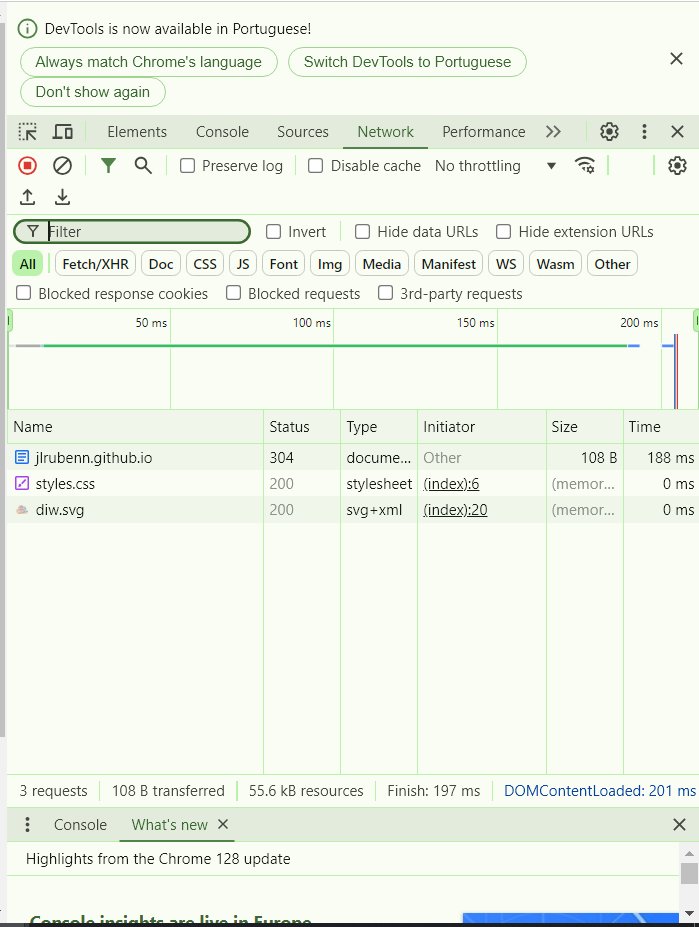 DevTools is now available in Portuguese!
Always match Chrome's language
Switch DevTools to Portuguese
Don't show again
Elements Console Sources Network Performance
Preserve log Disable cache No throttling
Filter Invert Hide data URLs Hide extension URLs
All Fetch/XHR Doc CSS JS Font Img Media Manifest WS Wasm Other
Blocked response cookies Blocked requests 3rd-party requests
50 ms 100 ms 150 ms 200 ms
Name Status Type Initiator Size Time
jlrubenn.github.io 304 docume... Other 108 B 188 ms
styles.css 200 stylesheet (index):6 (memor... 0 ms
diw.svg 200 svg+xml (index):20 (memor... 0 ms
3 requests 108 B transferred 55.6 kB resources Finish: 197 ms DOMContentLoaded: 201 ms
Console What's new
Highlights from the Chrome 128 update
Console insights are live in Europe